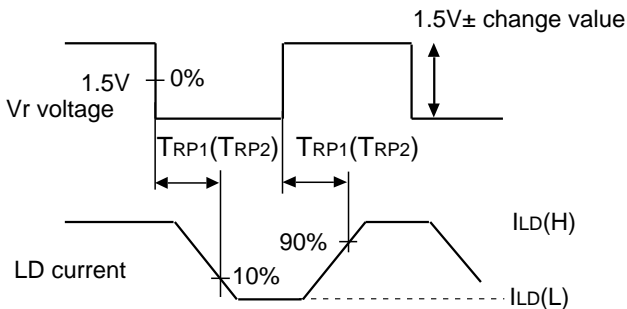 1.5V± change value
1.5V
0%
Vr voltage
TRP1(TRP2)
TRP1(TRP2)
ILD(H)
90%
LD current
10%
ILD(L)